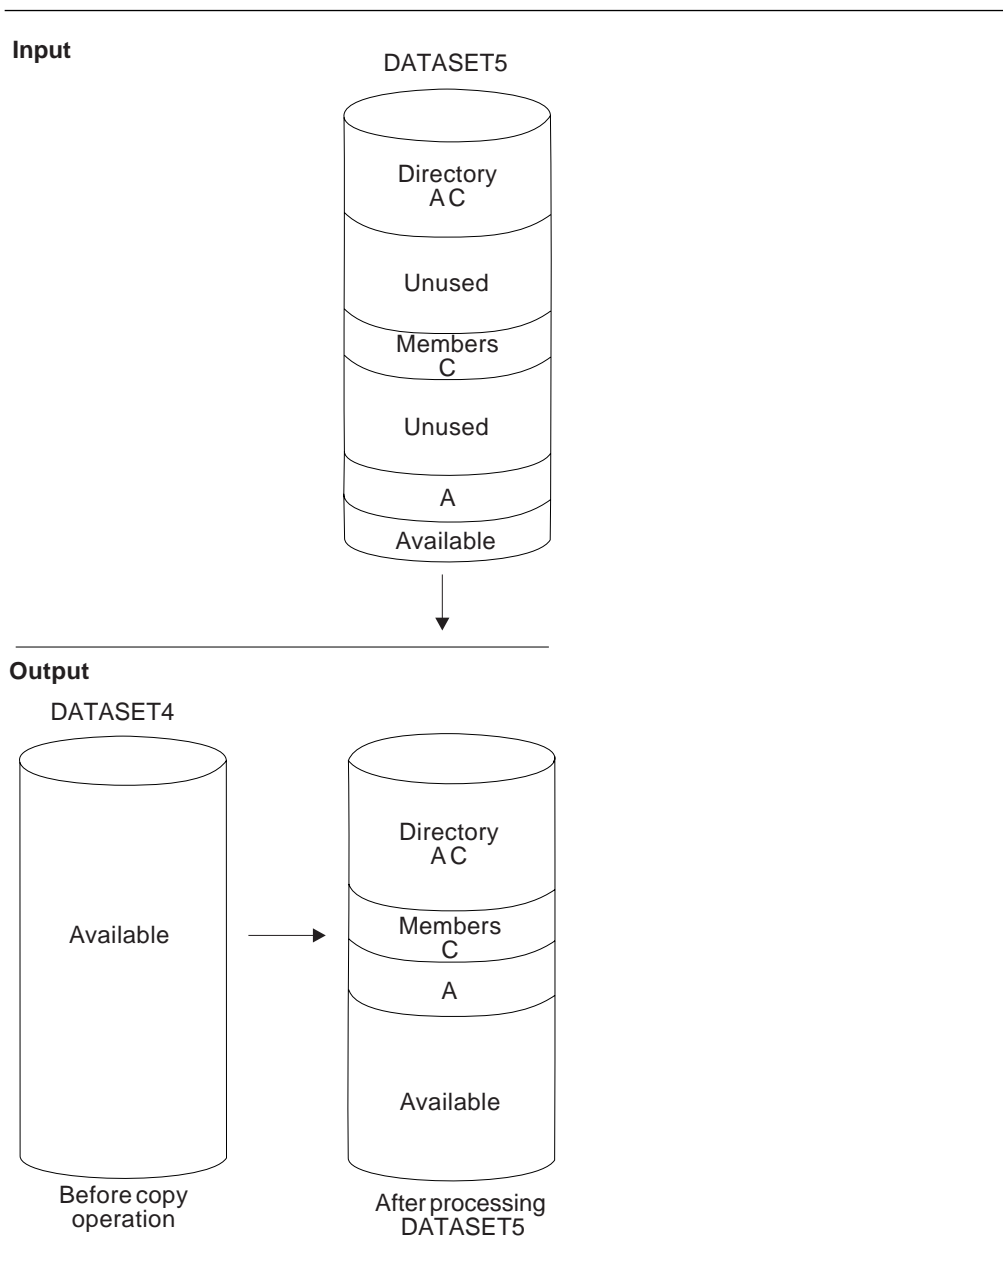 Input
DATASET5
Directory
A C
Unused
Members
C
Unused
A
Available
Output
DATASET4
Available
Before copy
operation
Directory
A C
Members
C
A
Available
After processing
DATASET5